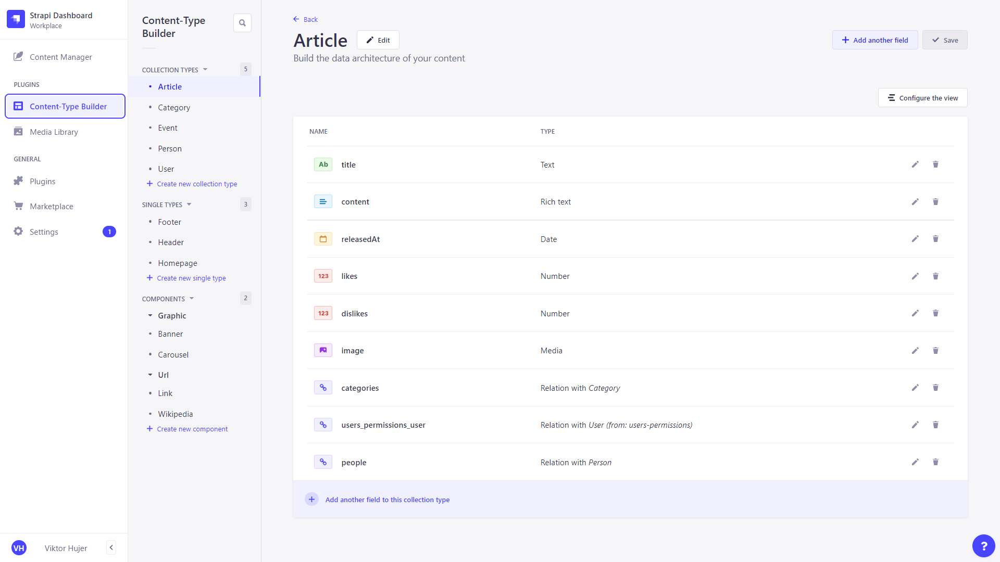 Strapi Dashboard
Workplace
Content Manager
PLUGINS
Content-Type Builder
Media Library
GENERAL
Plugins
Marketplace
Settings
1
VH
Viktor Hujer
Content-Type
Builder
COLLECTION TYPES
5
Article
Category
Event
Person
User
Create new collection type
SINGLE TYPES
3
Footer
Header
Homepage
Create new single type
COMPONENTS
2
Graphic
Banner
Carousel
Url
Link
Wikipedia
Create new component
Back
Article
Edit
Add another field
Save
Build the data architecture of your content
Configure the view
NAME TYPE
Ab title Text
content Rich text
releasedAt Date
123 likes Number
123 dislikes Number
image Media
categories Relation with Category
users_permissions_user Relation with User (from: users-permissions)
people Relation with Person
Add another field to this collection type
?